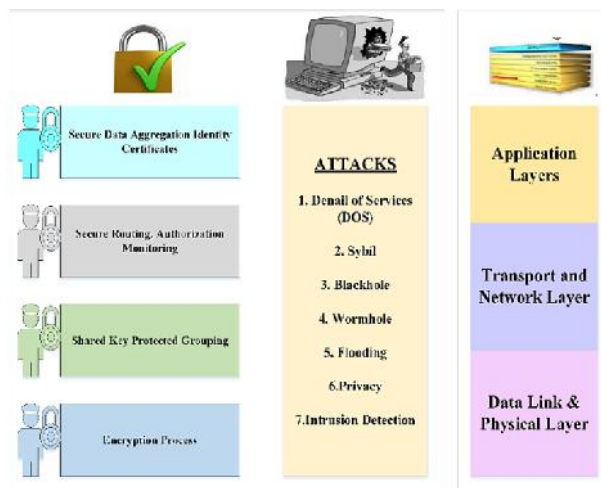 Secure Data Aggregation Identity
Certificates
Secure Routing, Authorization
Monitoring
Shared Key Protected Grouping
Encryption Process
ATTACKS
1. Denail of Services
(DOS)
2. Sybil
3. Blackhole
4. Wormhole
5. Flooding
6.Privacy
7.Intrusion Detection
Application
Layers
Transport and
Network Layer
Data Link &
Physical Layer